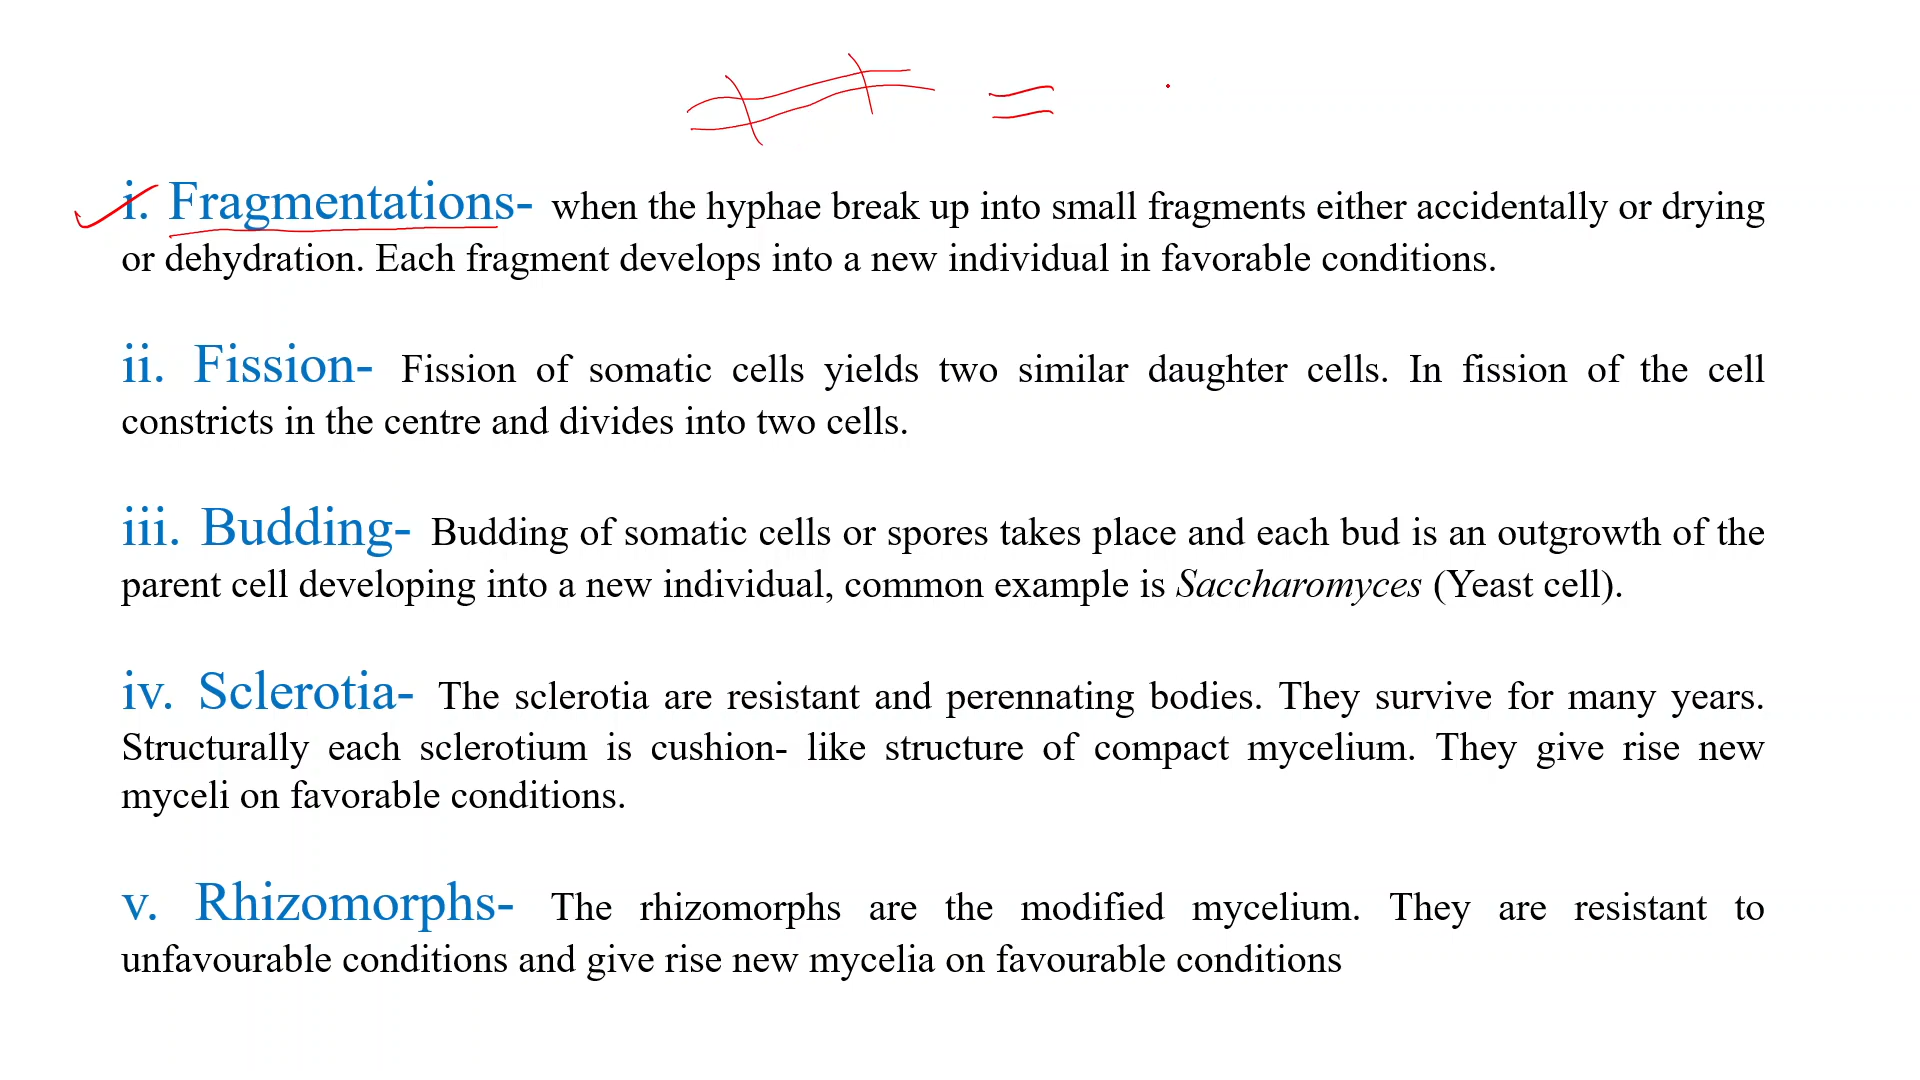 i. Fragmentations- when the hyphae break up into small fragments either accidentally or drying
or dehydration. Each fragment develops into a new individual in favorable conditions.
ii. Fission- Fission of somatic cells yields two similar daughter cells. In fission of the cell
constricts in the centre and divides into two cells.
iii. Budding- Budding of somatic cells or spores takes place and each bud is an outgrowth of the
parent cell developing into a new individual, common example is Saccharomyces (Yeast cell).
iv. Sclerotia- The sclerotia are resistant and perennating bodies. They survive for many years.
Structurally each sclerotium is cushion- like structure of compact mycelium. They give rise new
myceli on favorable conditions.
v. Rhizomorphs- The rhizomorphs are the modified mycelium. They are resistant to
unfavourable conditions and give rise new mycelia on favourable conditions